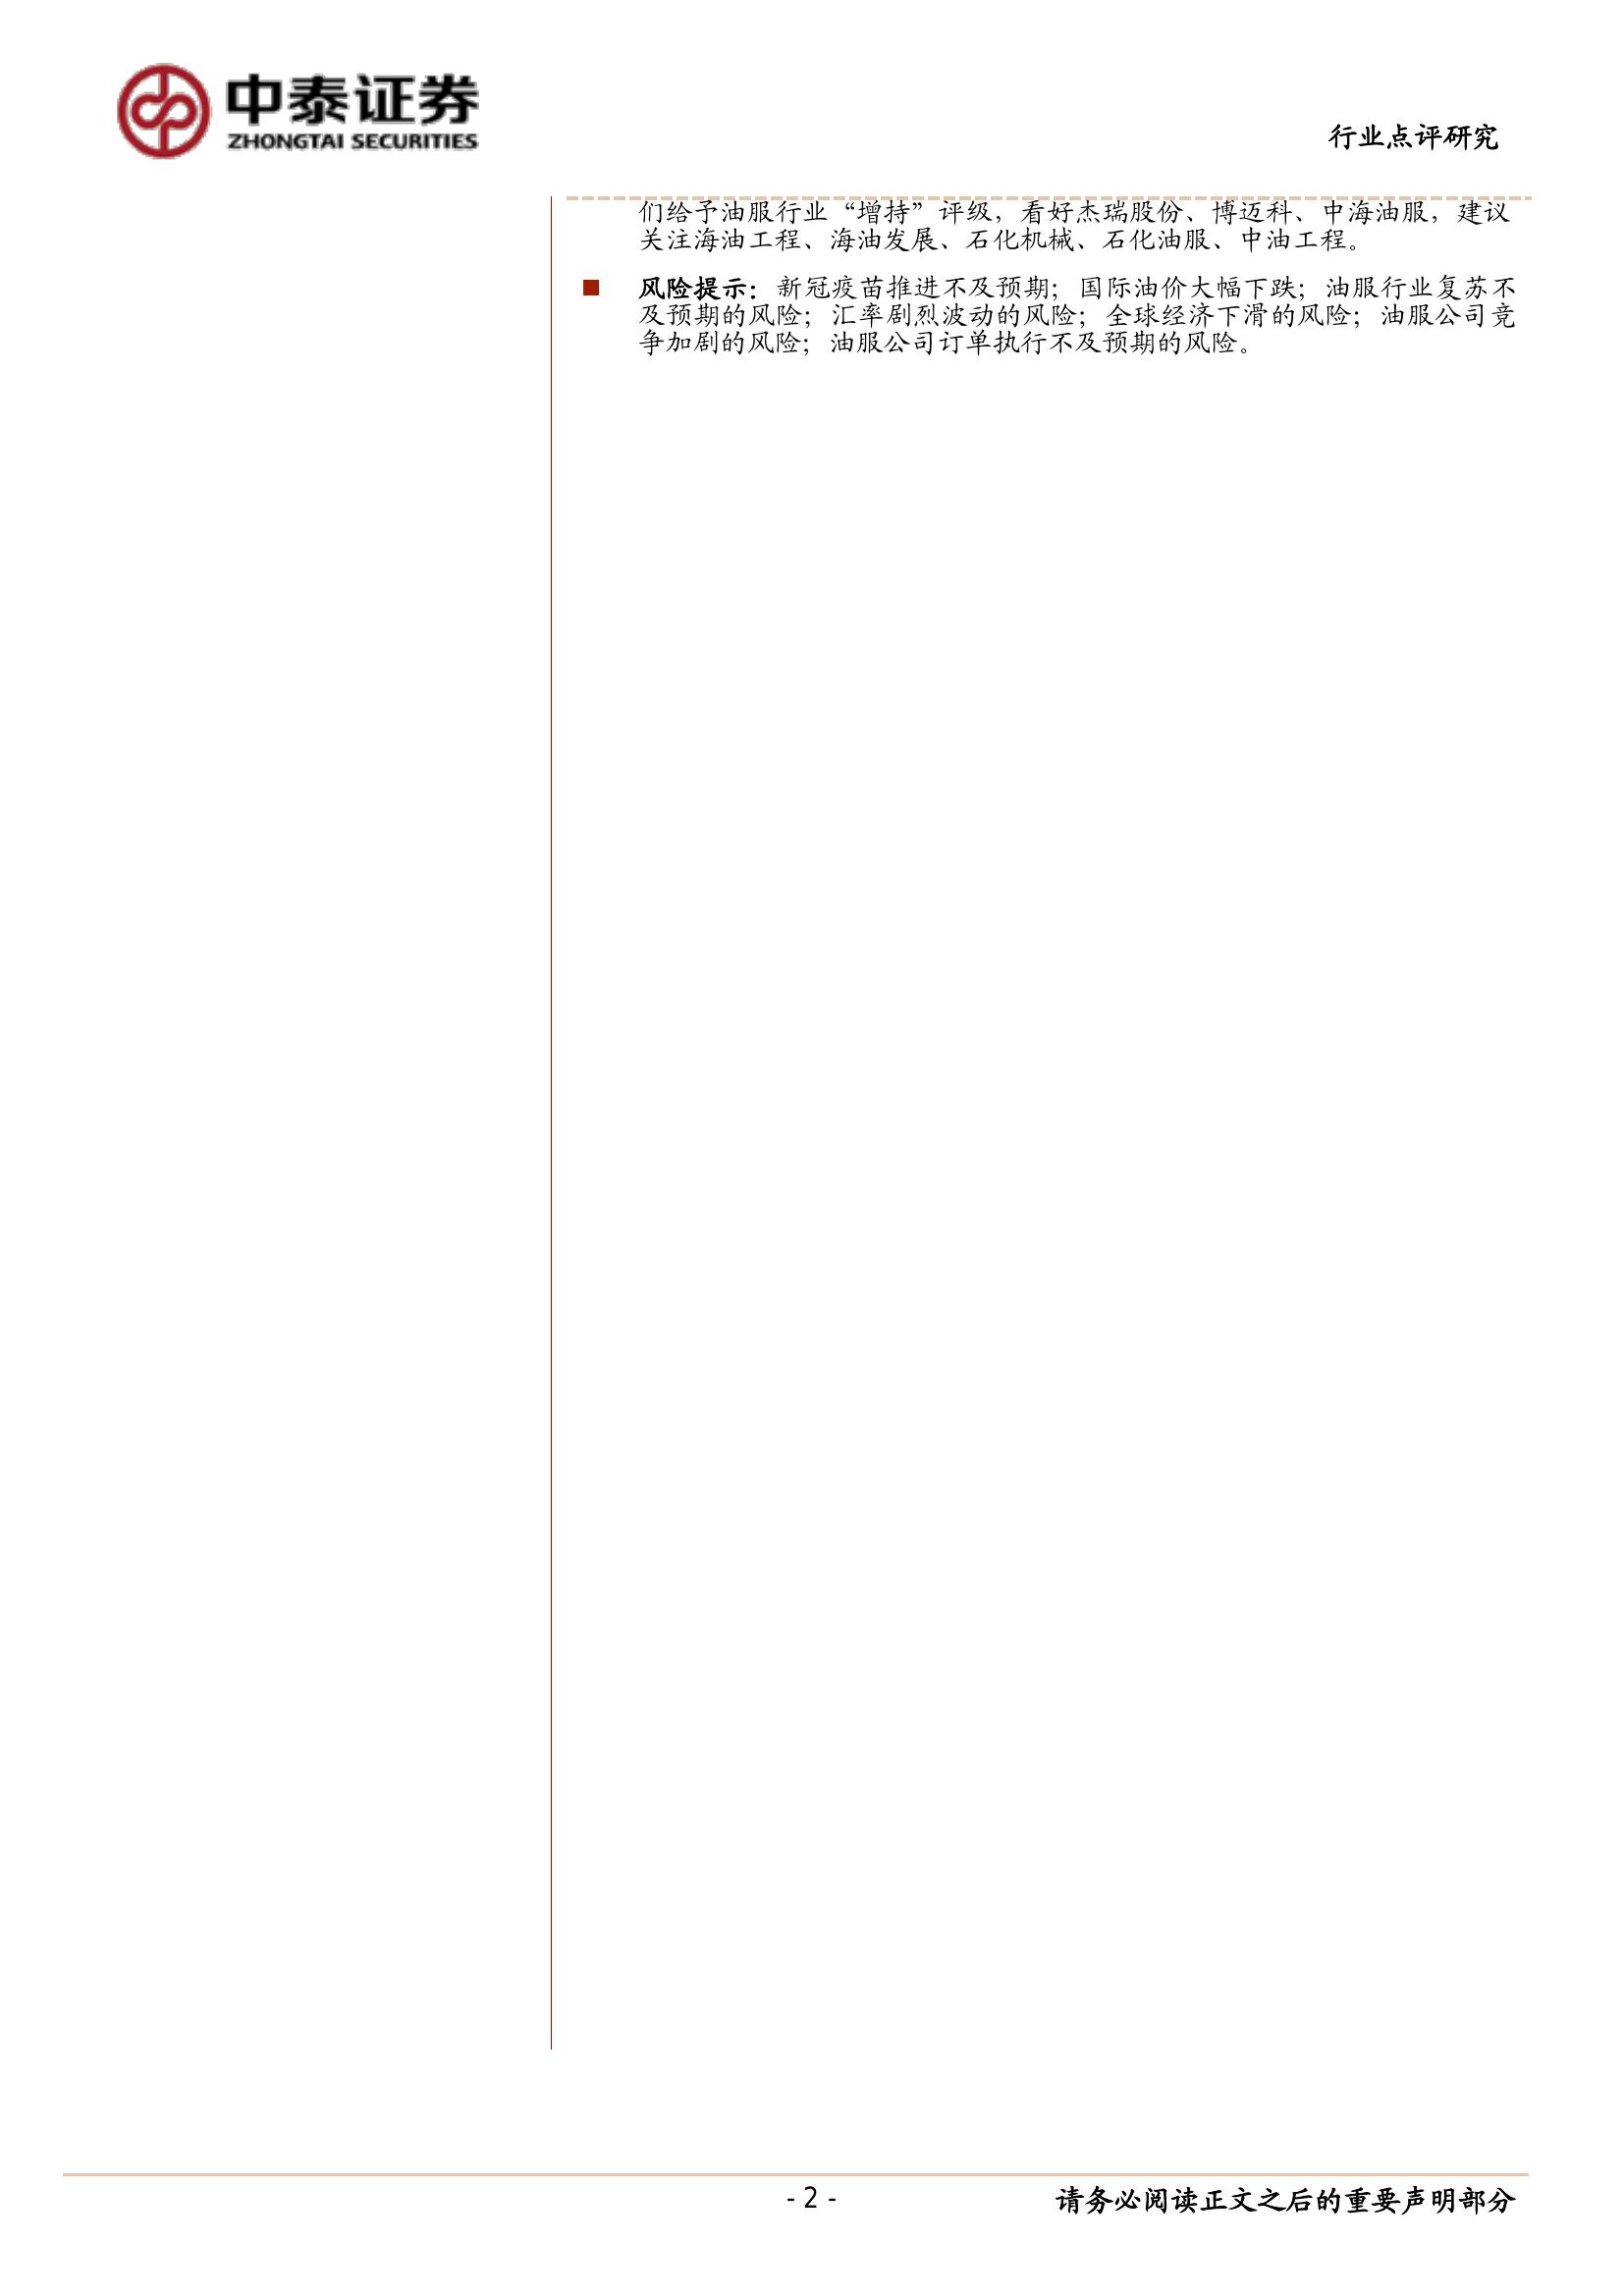 中泰证券
ZHONGTAI SECURITIES
行业点评研究
们给予油服行业“增持”评级，看好杰瑞股份、博迈科、中海油服，建议
关注海油工程、海油发展、石化机械、石化油服、中油工程。
风险提示：新冠疫苗推进不及预期；国际油价大幅下跌；油服行业复苏不
及预期的风险；汇率剧烈波动的风险；全球经济下滑的风险；油服公司竞
争加剧的风险；油服公司订单执行不及预期的风险。
- 2 -
请务必阅读正文之后的重要声明部分